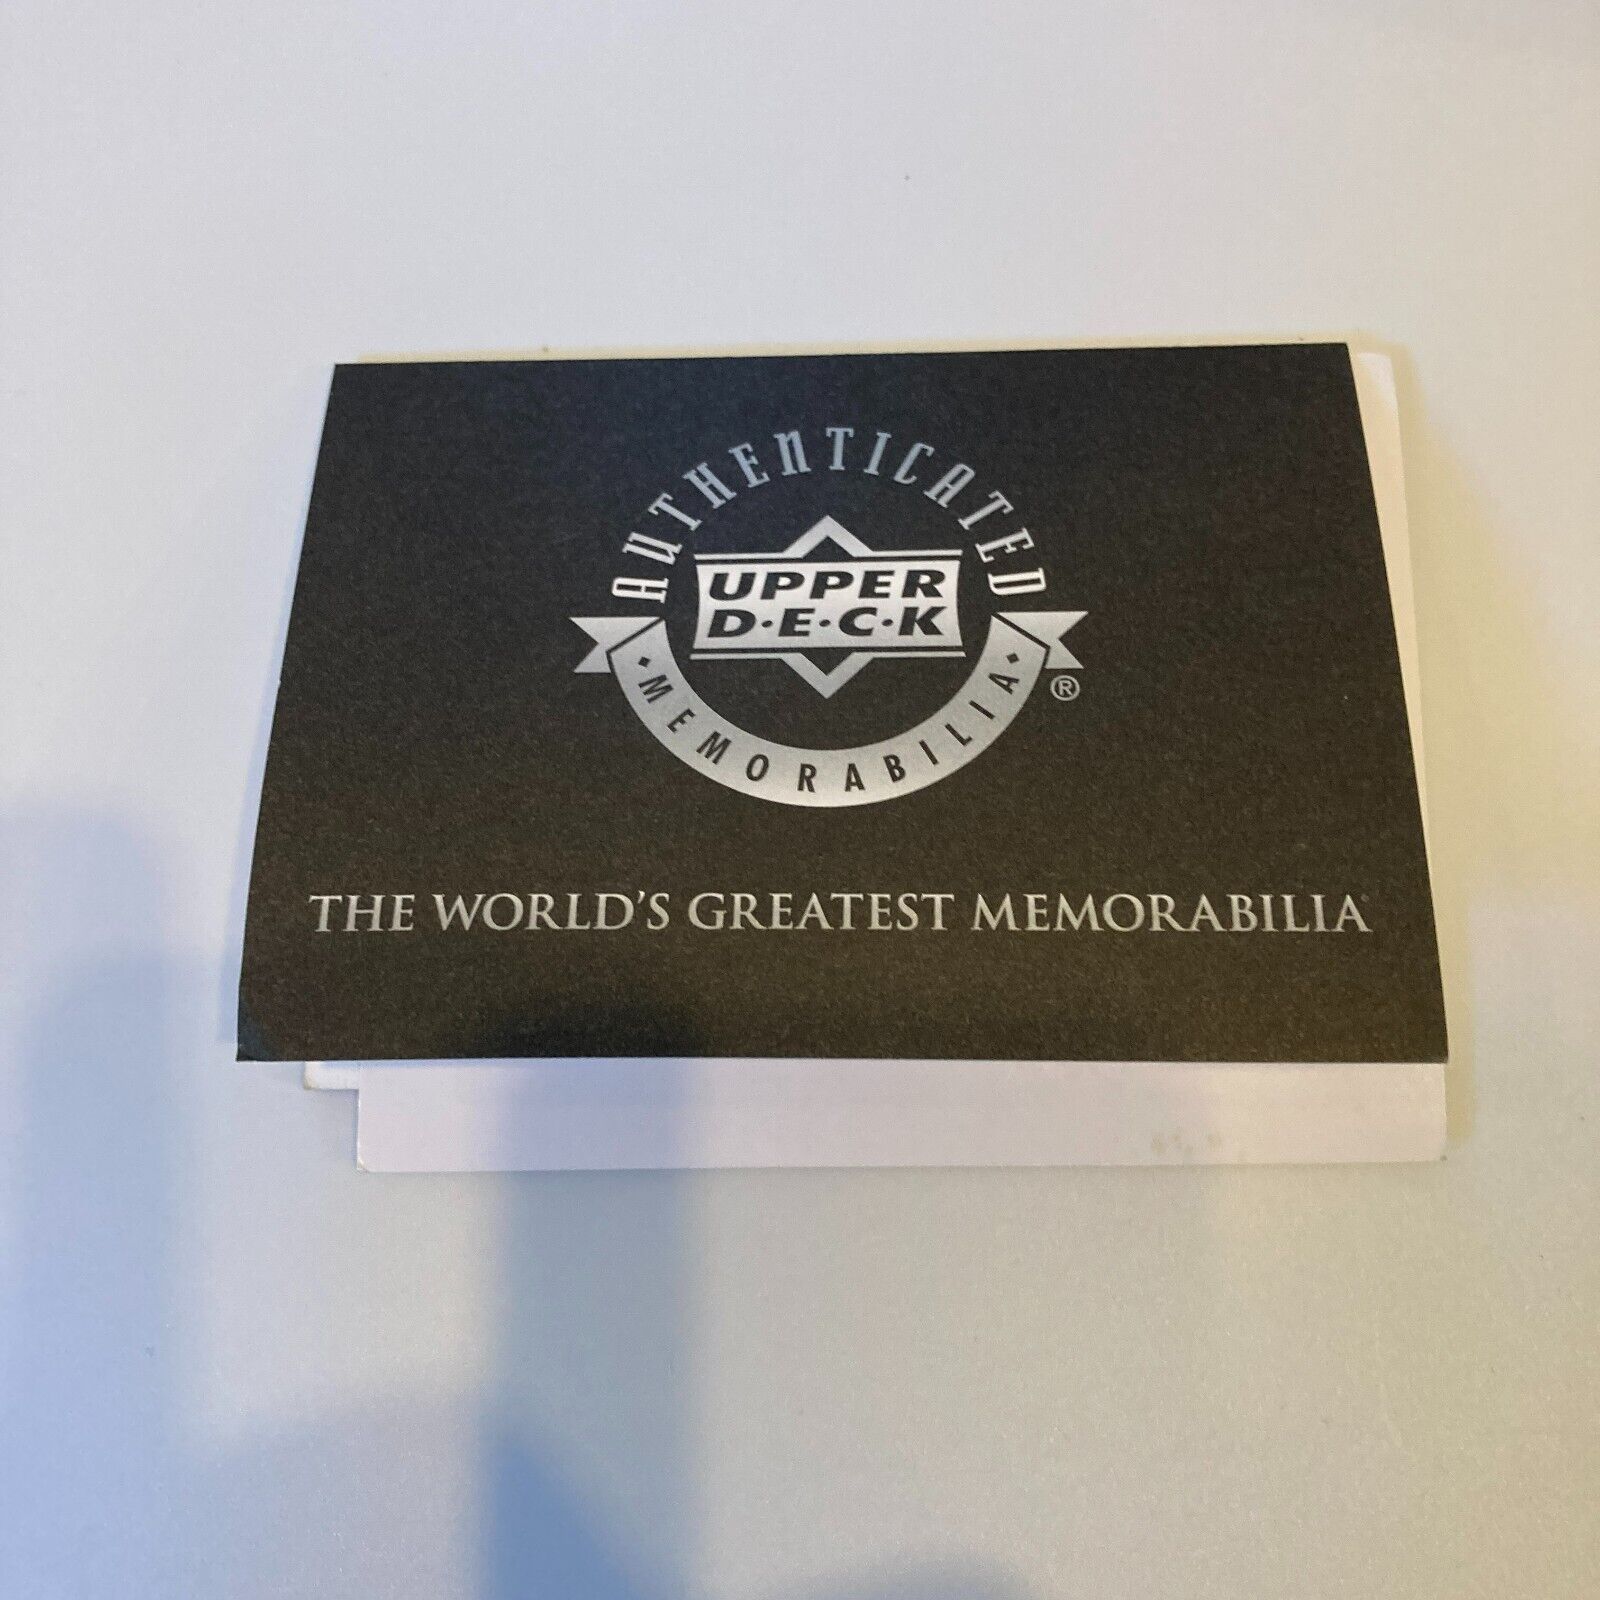 AUTHENTICATED
UPPER
D·E·C·K
· MEMORABILIA ·
®
THE WORLD'S GREATEST MEMORABILIA